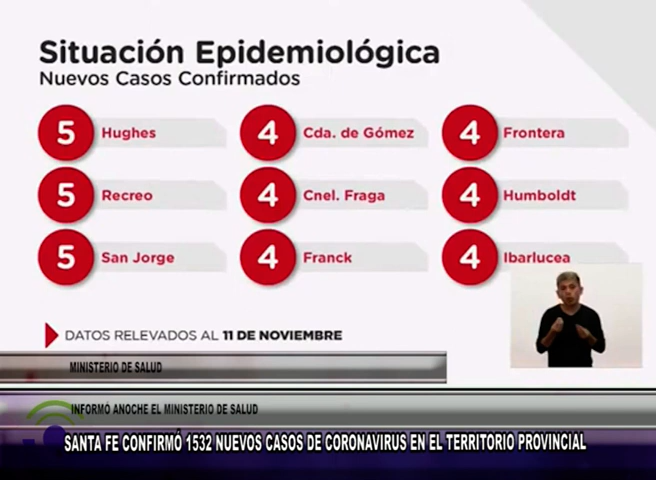 Situación Epidemiológica
Nuevos Casos Confirmados
5 Hughes 4 Cda. de Gómez 4 Frontera
5 Recreo 4 Cnel. Fraga 4 Humboldt
5 San Jorge 4 Franck 4 Ibarlucea
DATOS RELEVADOS AL 11 DE NOVIEMBRE
MINISTERIO DE SALUD
INFORMÓ ANOCHE EL MINISTERIO DE SALUD
SANTA FE CONFIRMÓ 1532 NUEVOS CASOS DE CORONAVIRUS EN EL TERRITORIO PROVINCIAL